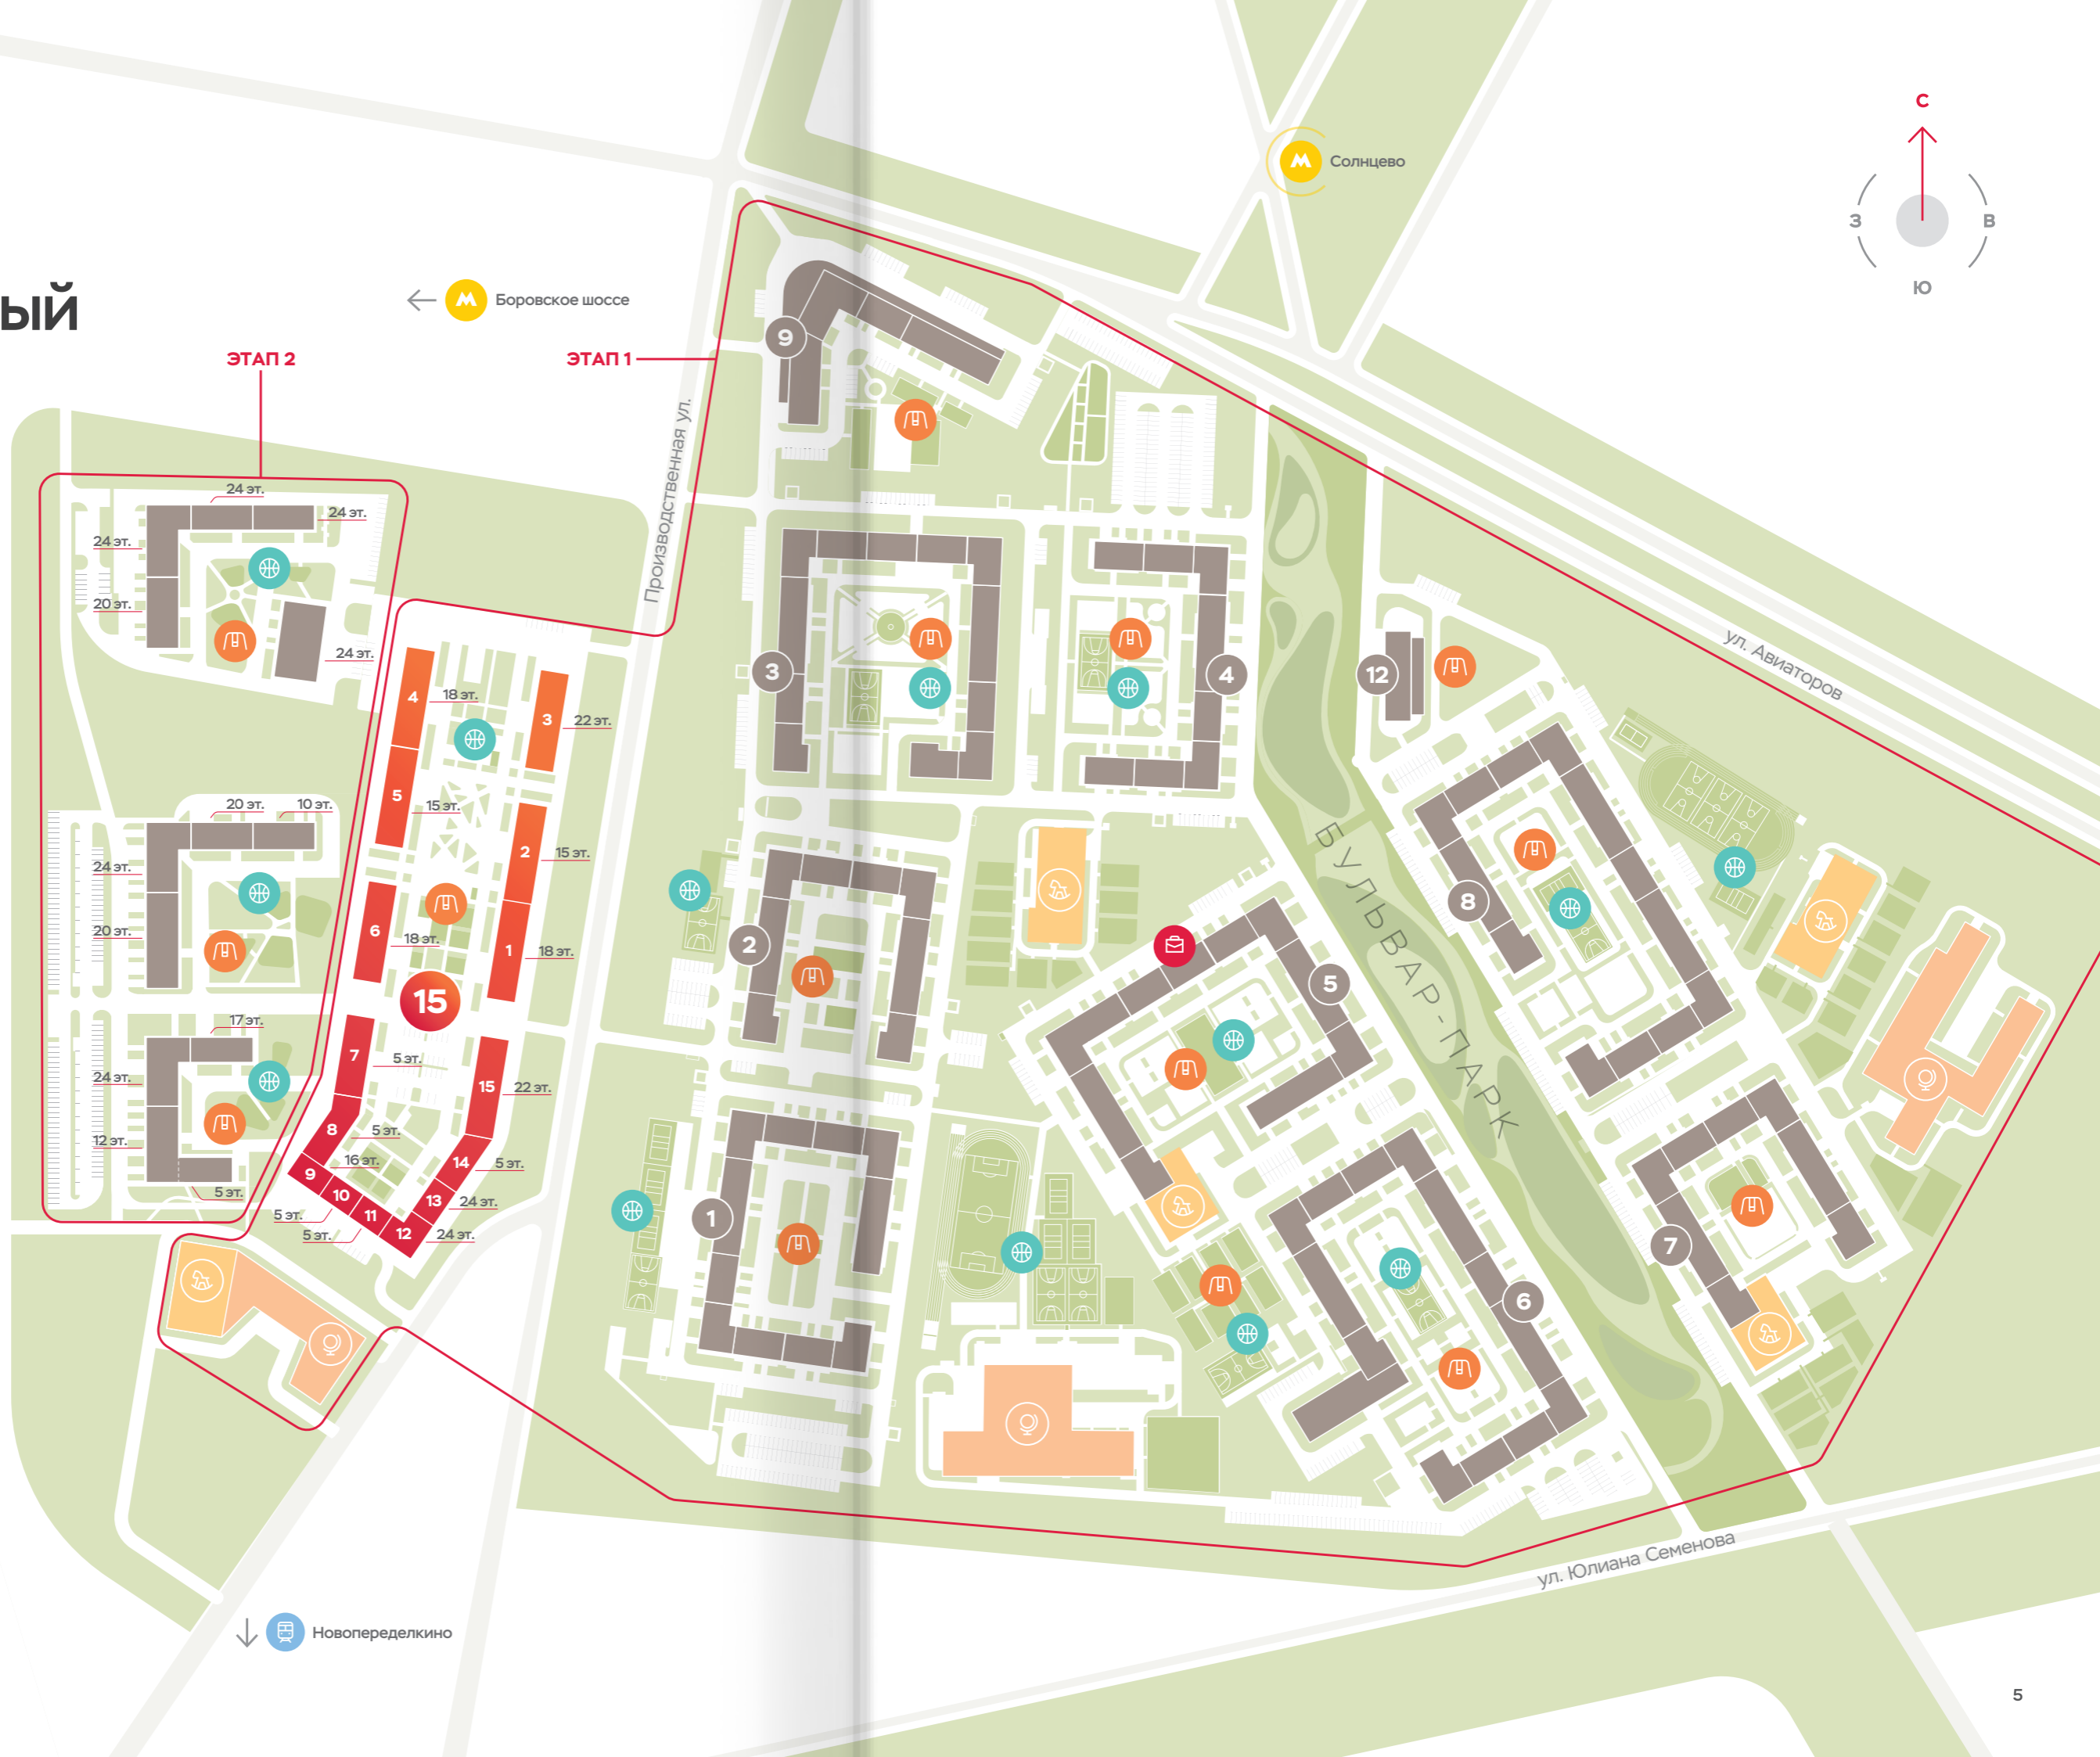 ый
С
З
В
Ю
Солнцево
Боровское шоссе
ЭТАП 2
ЭТАП 1
Производственная ул.
ул. Авиаторов
БУЛЬВАР-ПАРК
ул. Юлиана Семенова
Новопеределкино
24 эт.
24 эт.
24 эт.
20 эт.
24 эт.
20 эт.
10 эт.
24 эт.
20 эт.
17 эт.
24 эт.
12 эт.
5 эт.
4
18 эт.
3
22 эт.
5
15 эт.
2
15 эт.
6
18 эт.
1
18 эт.
15
7
5 эт.
15
22 эт.
8
5 эт.
9
16 эт.
14
5 эт.
10
5 эт.
13
24 эт.
11
5 эт.
12
24 эт.
9
3
4
12
2
5
8
1
6
7
5